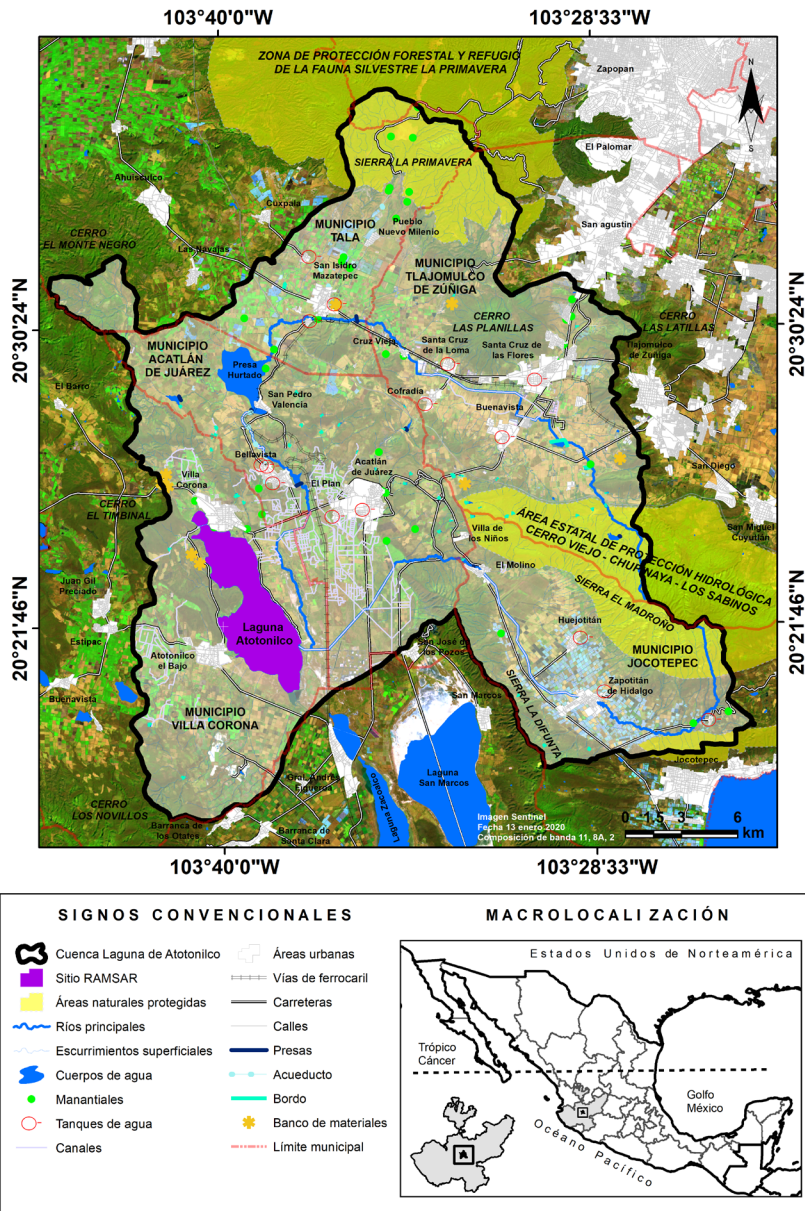 103°40'0"W
103°28'33"W
ZONA DE PROTECCIÓN FORESTAL Y REFUGIO
DE LA FAUNA SILVESTRE LA PRIMAVERA
Zapopan
N
S
El Palomar
SIERRA LA PRIMAVERA
Ahuisculco
Cuxpala
San agustin
CERRO
EL MONTE NEGRO
MUNICIPIO
TALA
Pueblo
Nuevo Milenio
Las Navajas
San Isidro
Mazatepec
MUNICIPIO
TLAJOMULCO
DE ZÚÑIGA
20°30'24"N
20°30'24"N
CERRO
LAS PLANILLAS
CERRO
LAS LATILLAS
MUNICIPIO
ACATLÁN
DE JUÁREZ
Cruz Vieja
Santa Cruz
de la Loma
Santa Cruz de
las Flores
Tlajomulco
de Zúñiga
Presa
Hurtado
El Barro
San Pedro
Valencia
Cofradía
Buenavista
Bellavista
Acatlán
de Juárez
San Diego
Villa
Corona
El Plan
CERRO
EL TIMBINAL
Villa de
los Niños
ÁREA ESTATAL DE PROTECCIÓN HIDROLÓGICA
CERRO VIEJO - CHUPINAYA - LOS SABINOS
San Miguel
Cuyutlán
El Molino
SIERRA EL MADROÑO
Juan Gil
Preciado
20°21'46"N
20°21'46"N
Laguna
Atotonilco
Huejotitán
Estipac
Atotonilco
el Bajo
San José de
los Pozos
MUNICIPIO
JOCOTEPEC
SIERRA LA DIFUNTA
Zapotitán
de Hidalgo
Buenavista
San Marcos
MUNICIPIO
VILLA CORONA
Jocotepec
Laguna
San Marcos
Gral. Andrés
Figueroa
Laguna Zacoalco
CERRO
LOS NOVILLOS
Barranca de
los Otates
Barranca de
Santa Clara
Imagen Sentinel
Fecha 13 enero 2020
Composición de banda 11, 8A, 2
0 1.5 3 6
km
103°40'0"W
103°28'33"W
SIGNOS CONVENCIONALES
Cuenca Laguna de Atotonilco
Sitio RAMSAR
Áreas naturales protegidas
Ríos principales
Escurrimientos superficiales
Cuerpos de agua
Manantiales
Tanques de agua
Canales
Áreas urbanas
Vías de ferrocaril
Carreteras
Calles
Presas
Acueducto
Bordo
Banco de materiales
Límite municipal
MACROLOCALIZACIÓN
Estados Unidos de Norteamérica
Trópico
Cáncer
Golfo
México
Océano Pacífico